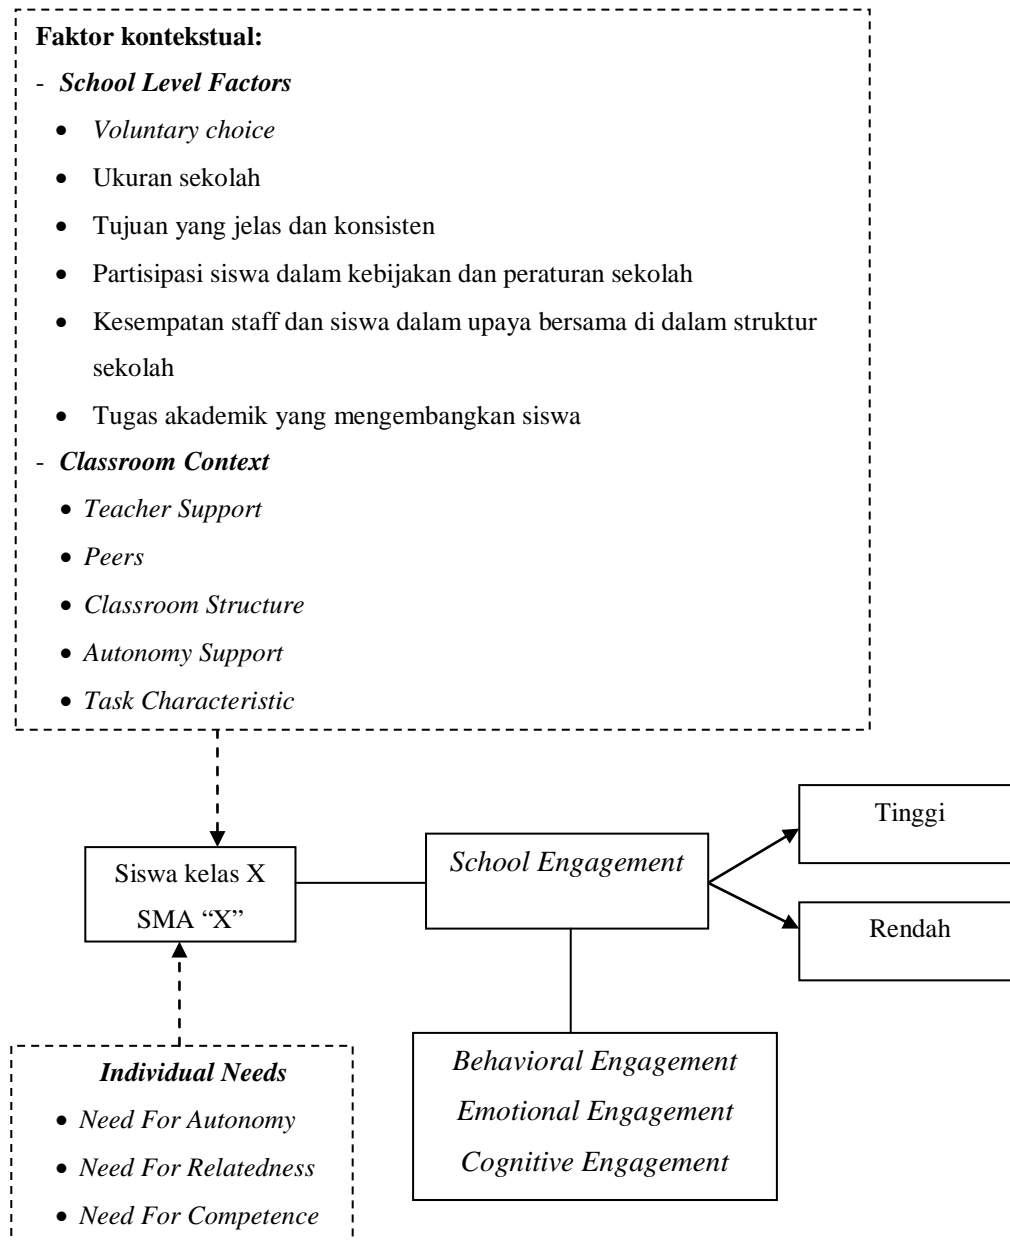 Faktor kontekstual:
- School Level Factors
• Voluntary choice
• Ukuran sekolah
• Tujuan yang jelas dan konsisten
• Partisipasi siswa dalam kebijakan dan peraturan sekolah
• Kesempatan staff dan siswa dalam upaya bersama di dalam struktur
sekolah
• Tugas akademik yang mengembangkan siswa
- Classroom Context
• Teacher Support
• Peers
• Classroom Structure
• Autonomy Support
• Task Characteristic
Siswa kelas X
SMA “X”
School Engagement
Tinggi
Rendah
Behavioral Engagement
Emotional Engagement
Cognitive Engagement
Individual Needs
• Need For Autonomy
• Need For Relatedness
• Need For Competence